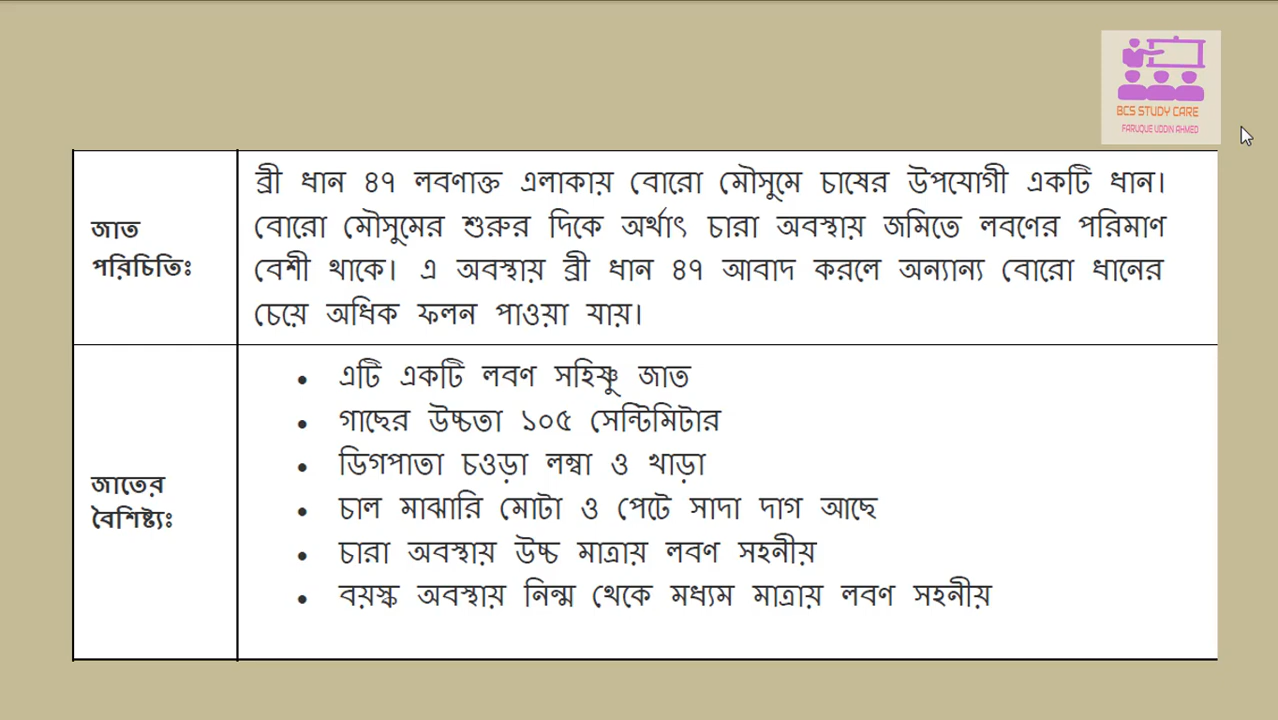 BCS STUDY CARE
FARUQUE UDDIN AHMED
জাত
পরিচিতিঃ
ব্রী ধান ৪৭ লবণাক্ত এলাকায় বোরো মৌসুমে চাষের উপযোগী একটি ধান।
বোরো মৌসুমের শুরুর দিকে অর্থাৎ চারা অবস্থায় জমিতে লবণের পরিমাণ
বেশী থাকে। এ অবস্থায় ব্রী ধান ৪৭ আবাদ করলে অন্যান্য বোরো ধানের
চেয়ে অধিক ফলন পাওয়া যায়।
জাতের
বৈশিষ্ট্যঃ
• এটি একটি লবণ সহিষ্ণু জাত
• গাছের উচ্চতা ১০৫ সেন্টিমিটার
• ডিগপাতা চওড়া লম্বা ও খাড়া
• চাল মাঝারি মোটা ও পেটে সাদা দাগ আছে
• চারা অবস্থায় উচ্চ মাত্রায় লবণ সহনীয়
• বয়স্ক অবস্থায় নিন্ম থেকে মধ্যম মাত্রায় লবণ সহনীয়